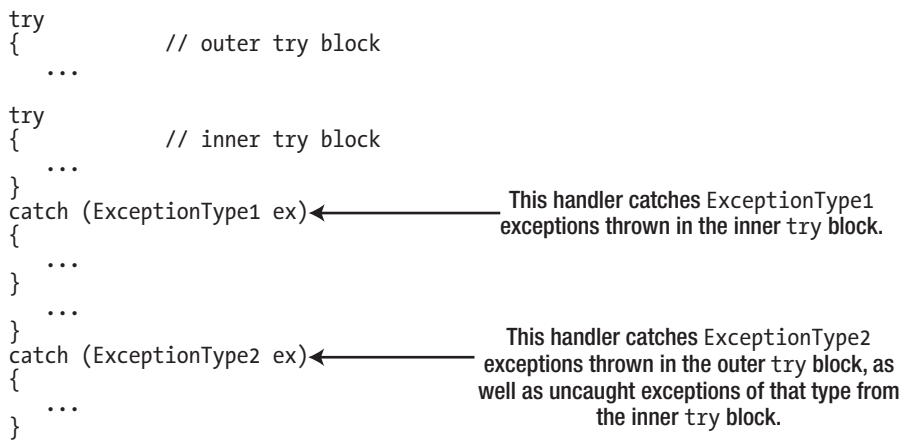 try
{ // outer try block
...
try
{ // inner try block
...
}
catch (ExceptionType1 ex)
This handler catches ExceptionType1
exceptions thrown in the inner try block.
{
...
}
...
}
catch (ExceptionType2 ex)
This handler catches ExceptionType2
exceptions thrown in the outer try block, as
well as uncaught exceptions of that type from
the inner try block.
{
...
}